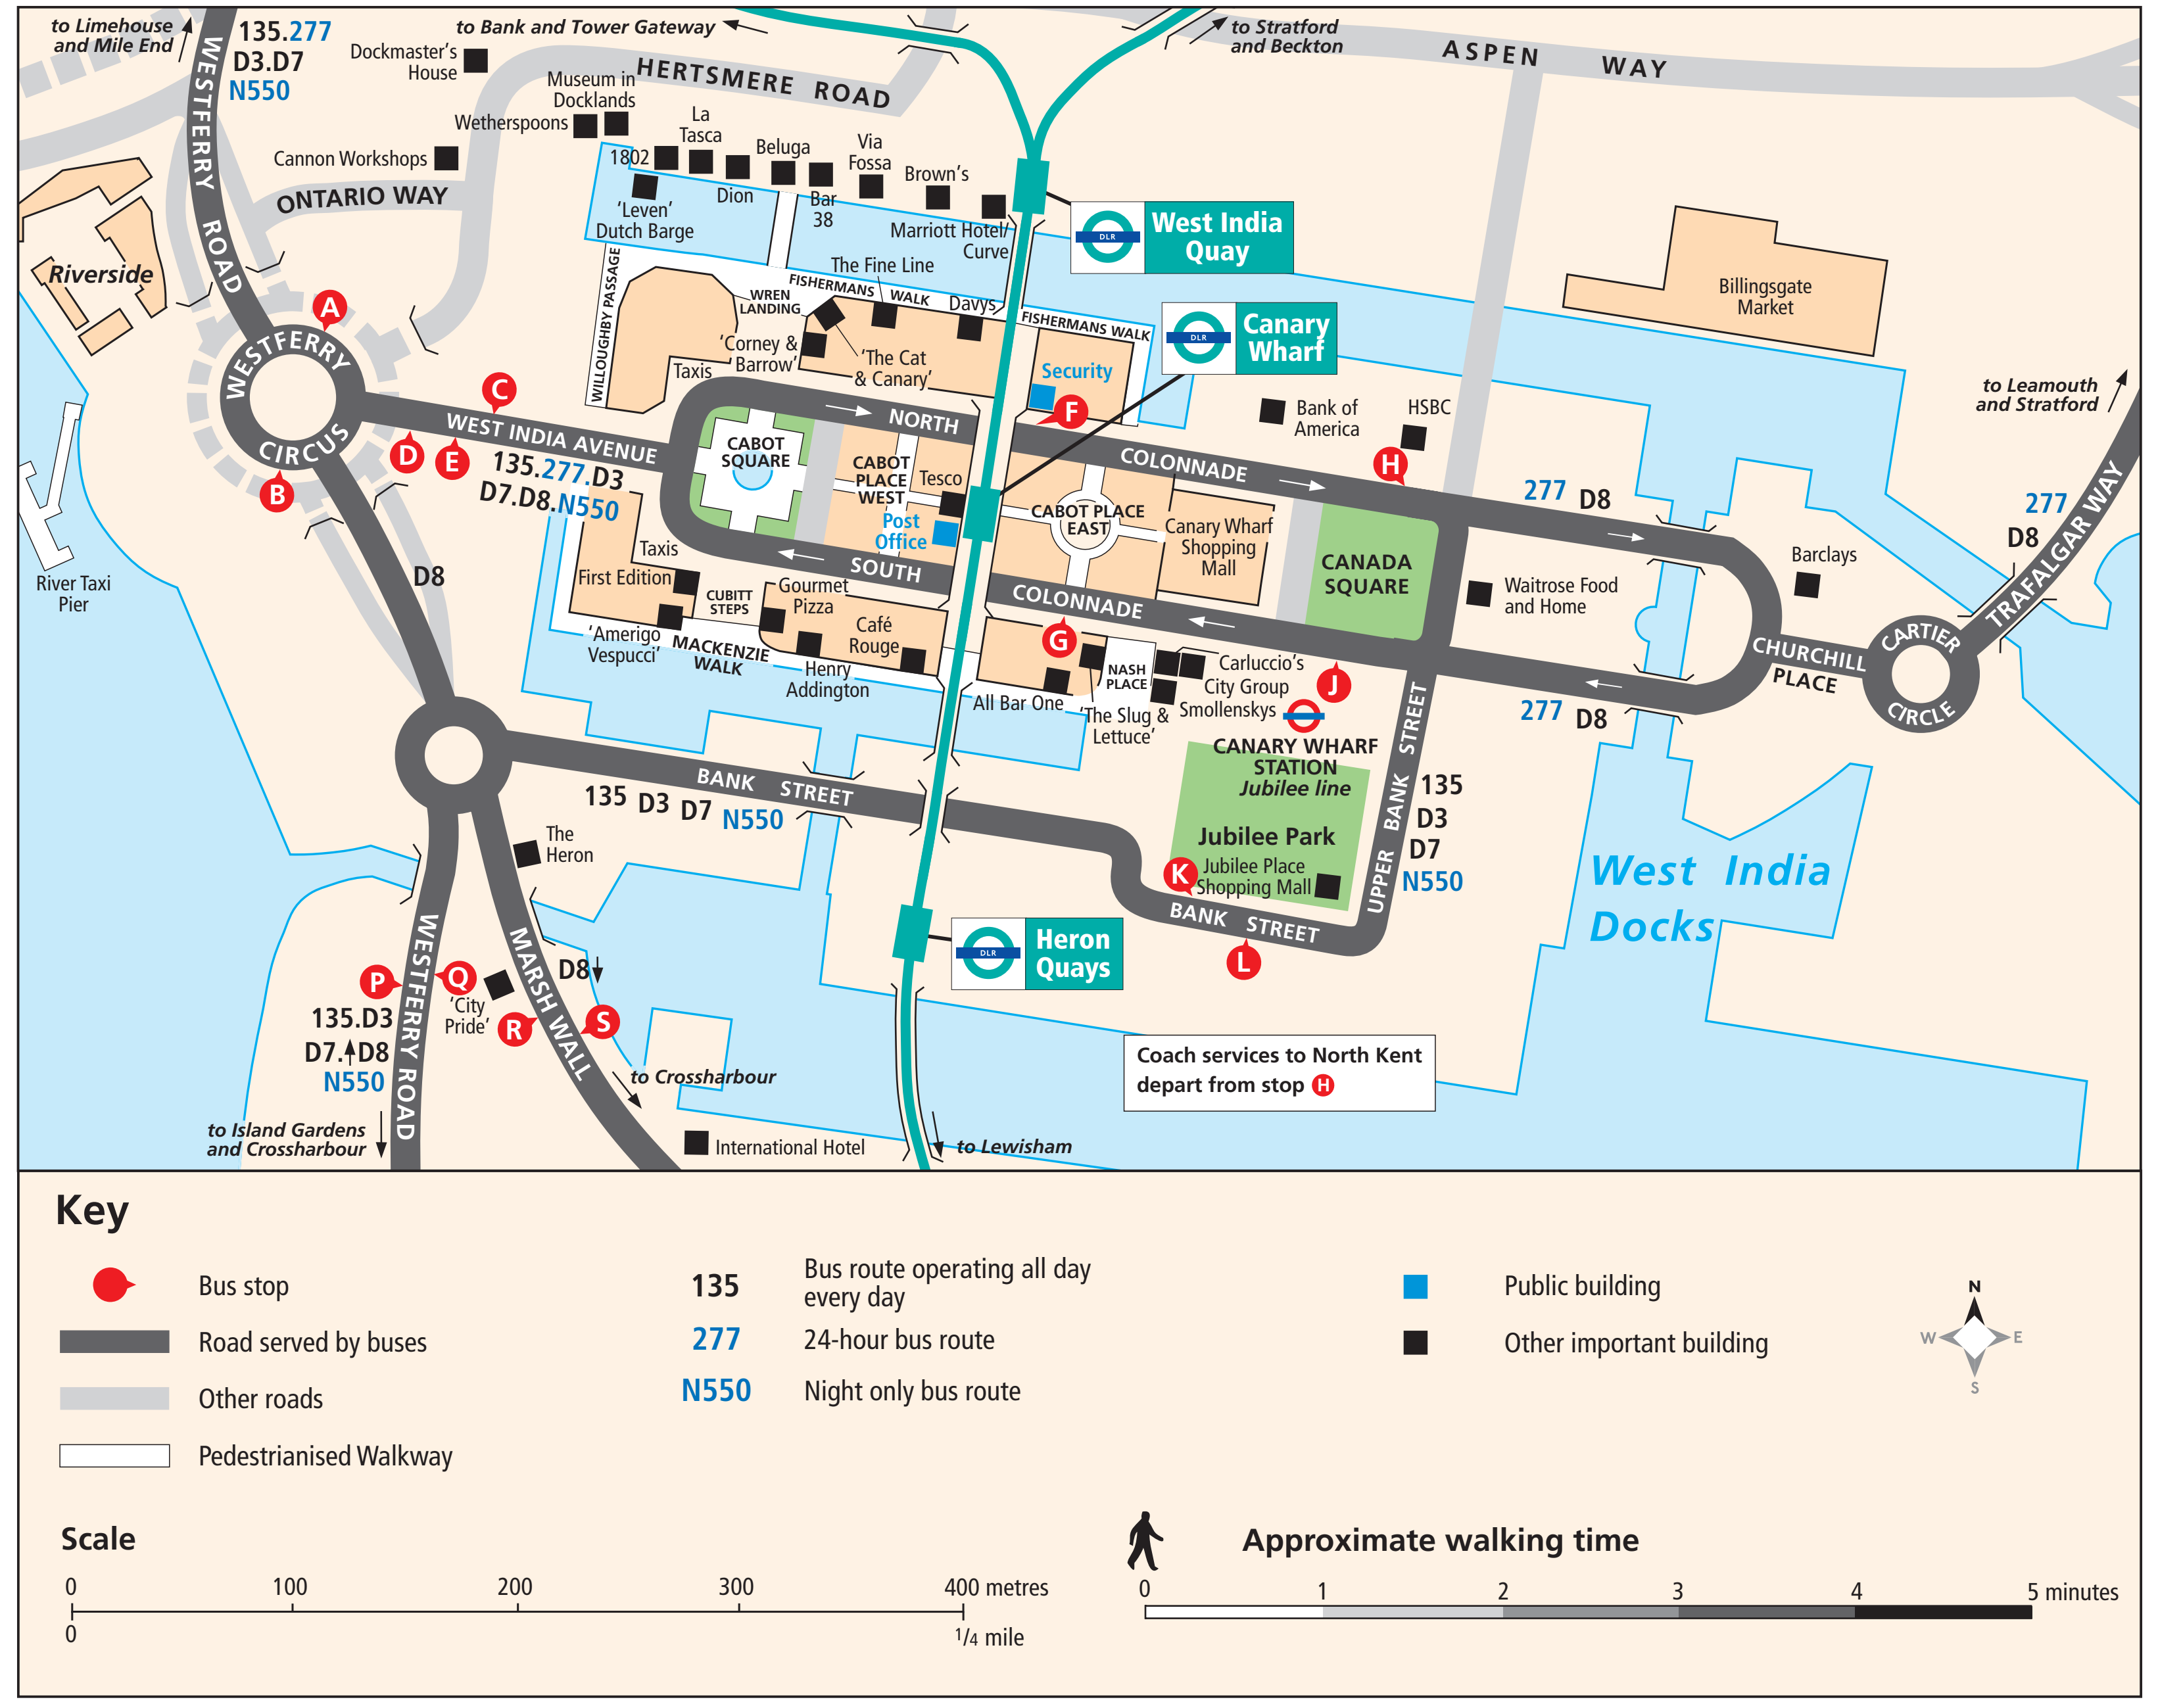 to Limehouse
and Mile End
135.277
D3.D7
N550
to Bank and Tower Gateway
to Stratford
and Beckton
ASPEN WAY
Dockmaster's
House
HERTSMERE ROAD
Museum in
Docklands
Wetherspoons
La
Tasca
Cannon Workshops
1802
Beluga
Via
Fossa
Brown's
Dion
Bar
38
'Leven'
Dutch Barge
Marriott Hotel/
Curve
WESTFERRY ROAD
ONTARIO WAY
DLR
West India
Quay
Riverside
Billingsgate
Market
WILLOUGHBY PASSAGE
The Fine Line
WREN
LANDING
FISHERMANS WALK
Davys
FISHERMANS WALK
DLR
Canary
Wharf
A
'Corney &
Barrow'
'The Cat
& Canary'
Taxis
Security
WESTFERRY
CIRCUS
C
F
Bank of
America
HSBC
to Leamouth
and Stratford
WEST INDIA AVENUE
D
E
B
135.277.D3
D7.D8.N550
NORTH
COLONNADE
CABOT
SQUARE
CABOT
PLACE
WEST
Tesco
Post
Office
CABOT PLACE
EAST
Canary Wharf
Shopping
Mall
H
277 D8
277
D8
TRAFALGAR WAY
CANADA
SQUARE
Barclays
Waitrose Food
and Home
River Taxi
Pier
D8
Taxis
First Edition
SOUTH
COLONNADE
CUBITT
STEPS
Gourmet
Pizza
Café
Rouge
'Amerigo
Vespucci'
MACKENZIE
WALK
Henry
Addington
G
NASH
PLACE
All Bar One
'The Slug &
Lettuce'
Carluccio's
City Group
Smollenskys
J
CHURCHILL
PLACE
CARTIER
CIRCLE
277 D8
CANARY WHARF
STATION
Jubilee line
UPPER BANK STREET
135
D3
D7
N550
BANK STREET
135 D3 D7 N550
Jubilee Park
Jubilee Place
Shopping Mall
K
BANK STREET
L
The
Heron
West India
Docks
DLR
Heron
Quays
WESTFERRY ROAD
MARSH WALL
D8
P
Q
'City
Pride'
R
S
135.D3
D7.D8
N550
to Crossharbour
Coach services to North Kent
depart from stop H
to Island Gardens
and Crossharbour
International Hotel
to Lewisham
Key
Bus stop
Road served by buses
Other roads
Pedestrianised Walkway
135 Bus route operating all day
every day
277 24-hour bus route
N550 Night only bus route
Public building
Other important building
N
W E
S
Scale
0 100 200 300 400 metres
0 1/4 mile
Approximate walking time
0 1 2 3 4 5 minutes